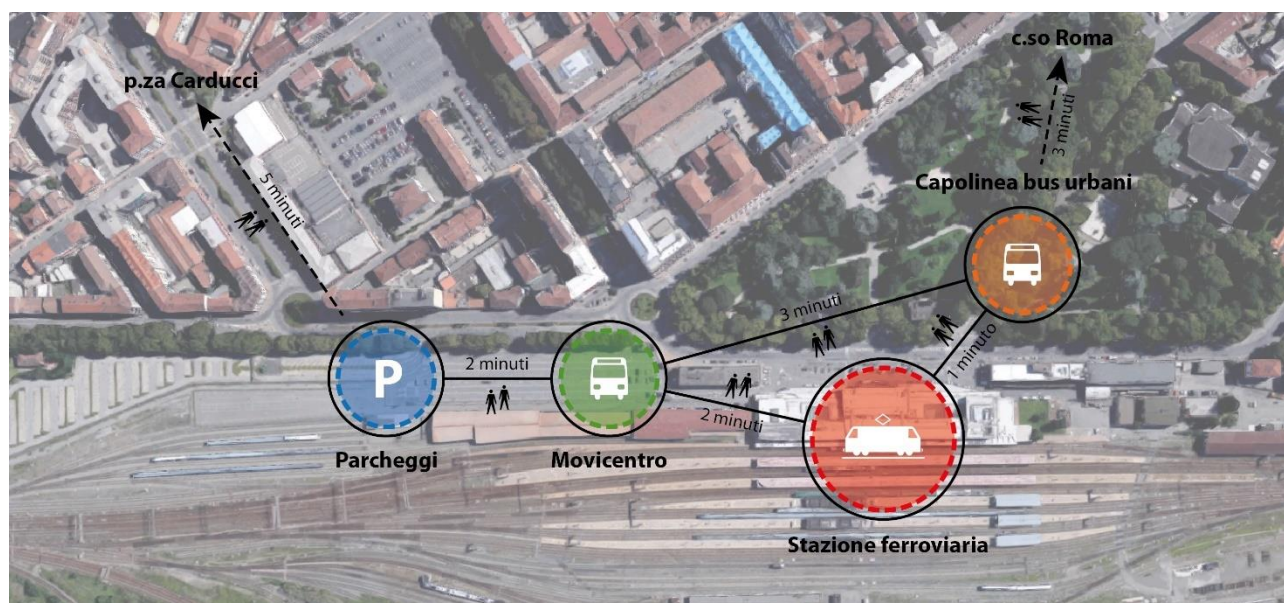 c.so Roma
p.za Carducci
3 minuti
5 minuti
Capolinea bus urbani
3 minuti
1 minuto
2 minuti
P
2 minuti
Parcheggi
Movicentro
Stazione ferroviaria